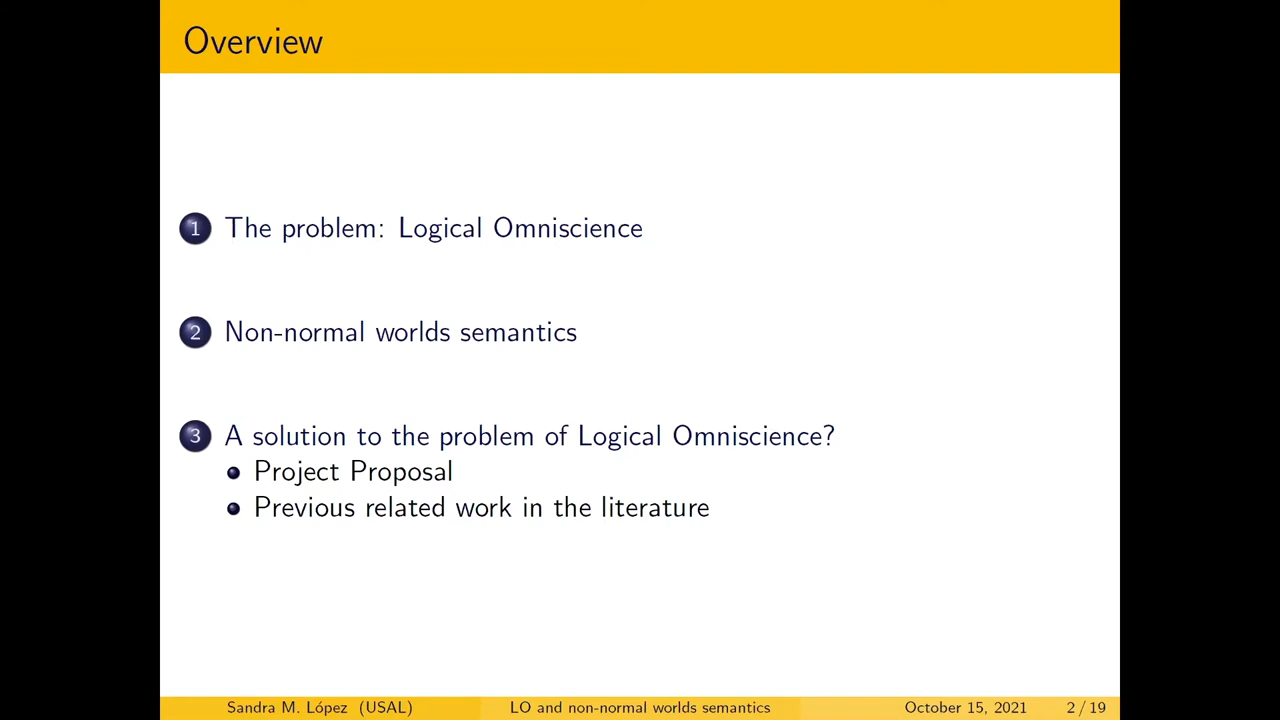 Overview
1 The problem: Logical Omniscience
2 Non-normal worlds semantics
3 A solution to the problem of Logical Omniscience?
Project Proposal
Previous related work in the literature
Sandra M. López (USAL) LO and non-normal worlds semantics October 15, 2021 2 / 19